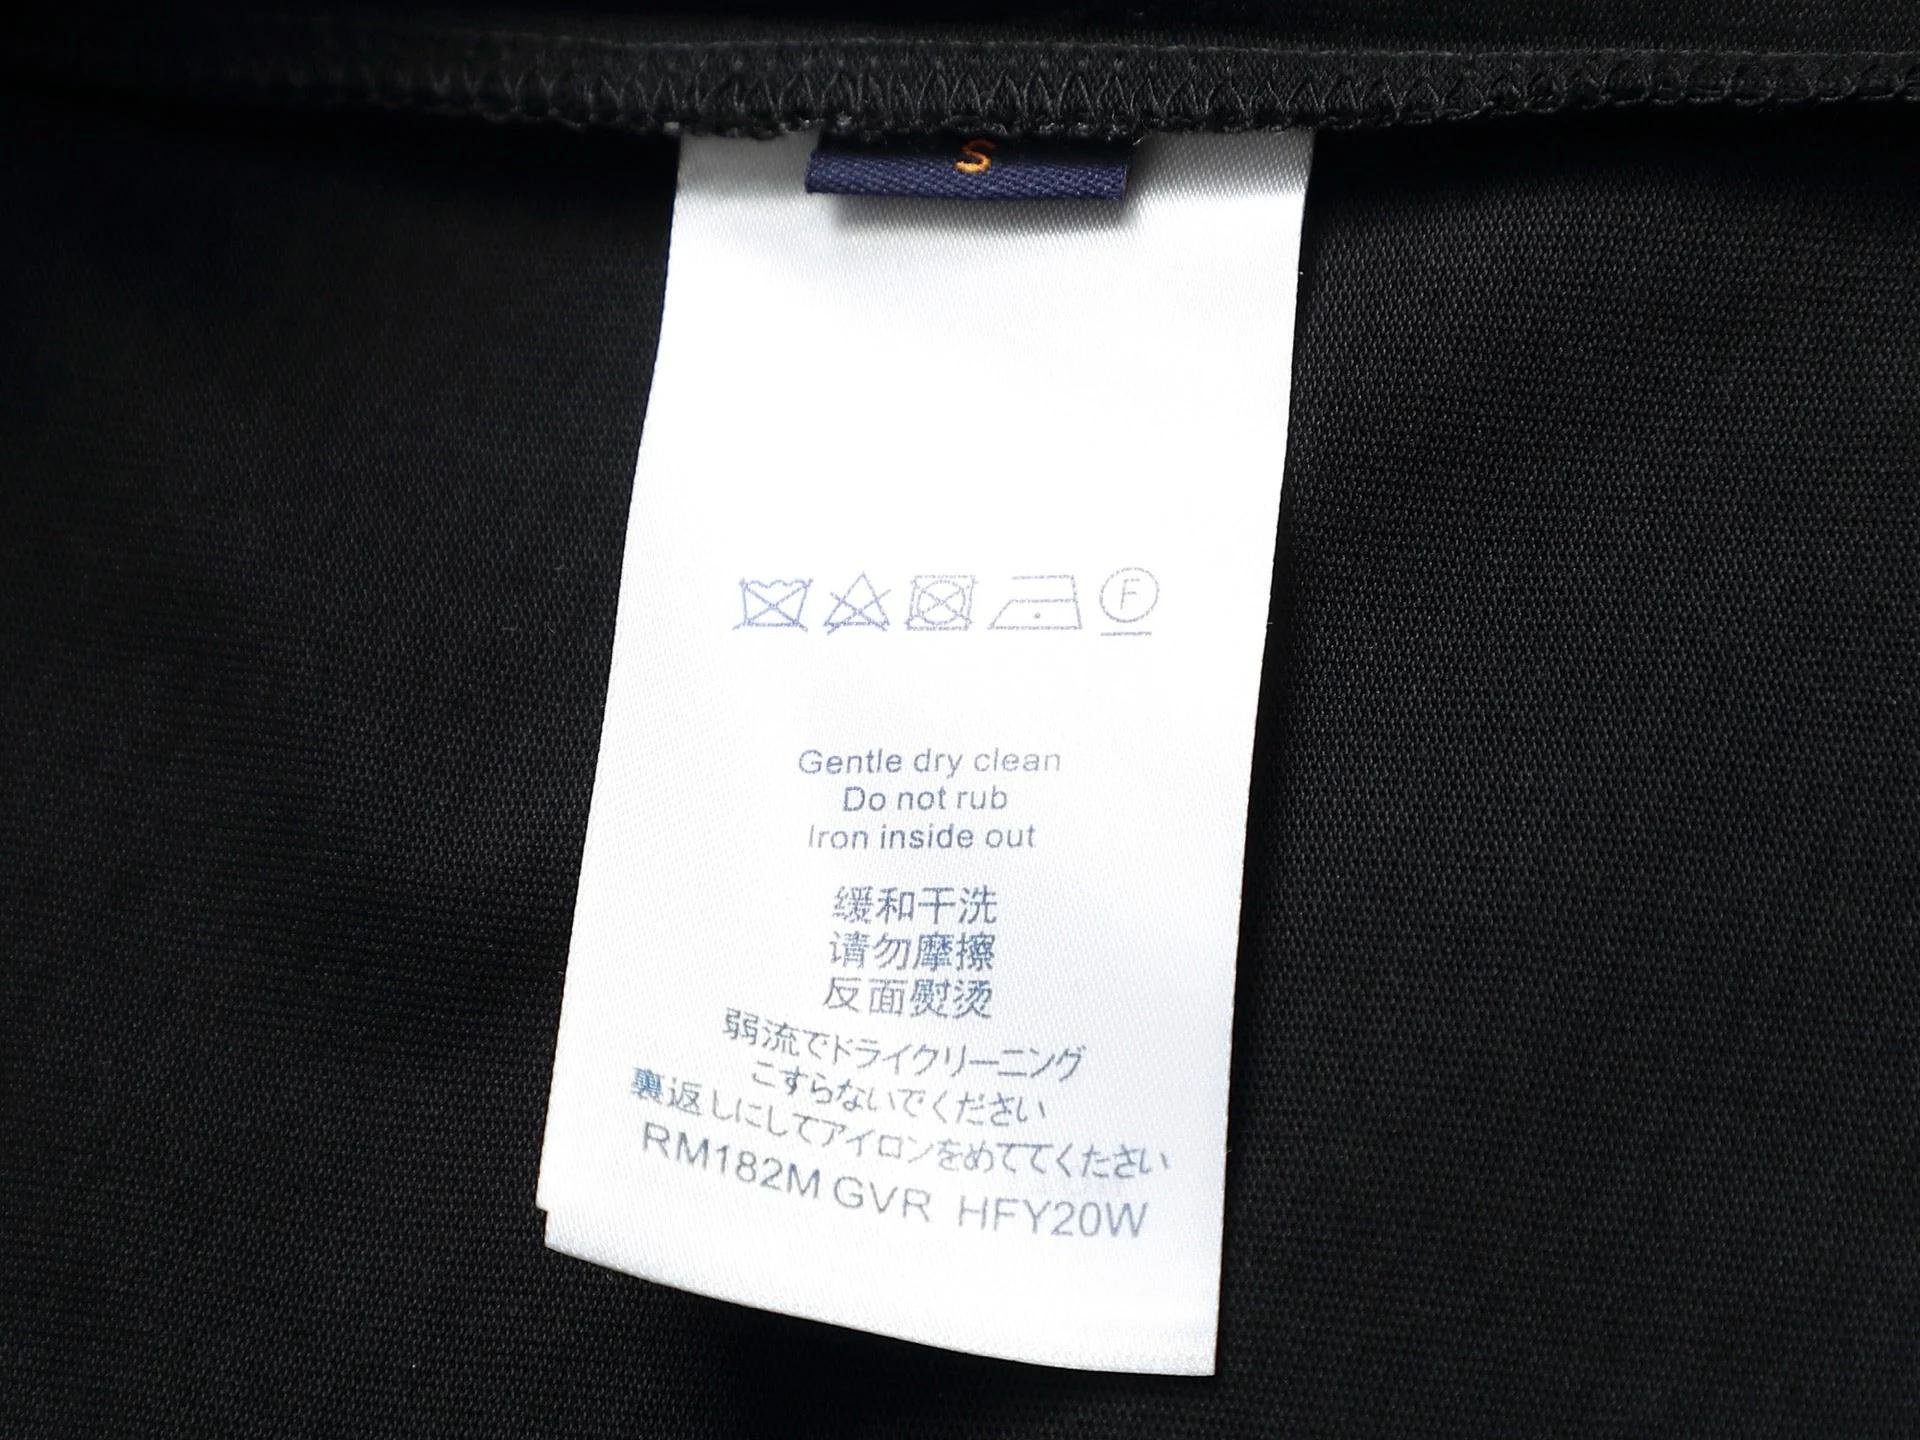 S
F
Gentle dry clean
Do not rub
Iron inside out
缓和干洗
请勿摩擦
反面熨烫
弱流でドライクリーニング
こすらないでください
裏返しにしてアイロンをめててください
RM182M GVR HFY20W